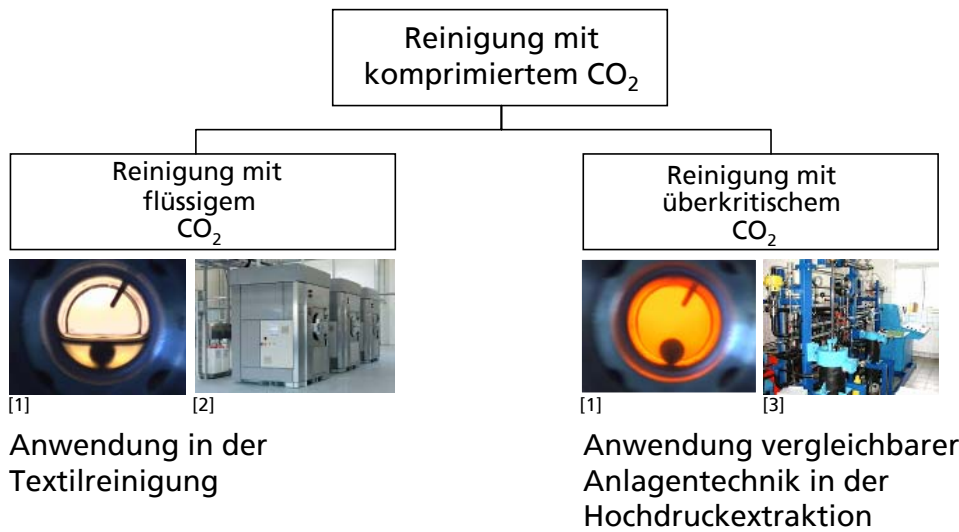 Reinigung mit
komprimiertem CO₂
Reinigung mit
flüssigem
CO₂
Reinigung mit
überkritischem
CO₂
[1]
[2]
[1]
[3]
Anwendung in der
Textilreinigung
Anwendung vergleichbarer
Anlagentechnik in der
Hochdruckextraktion